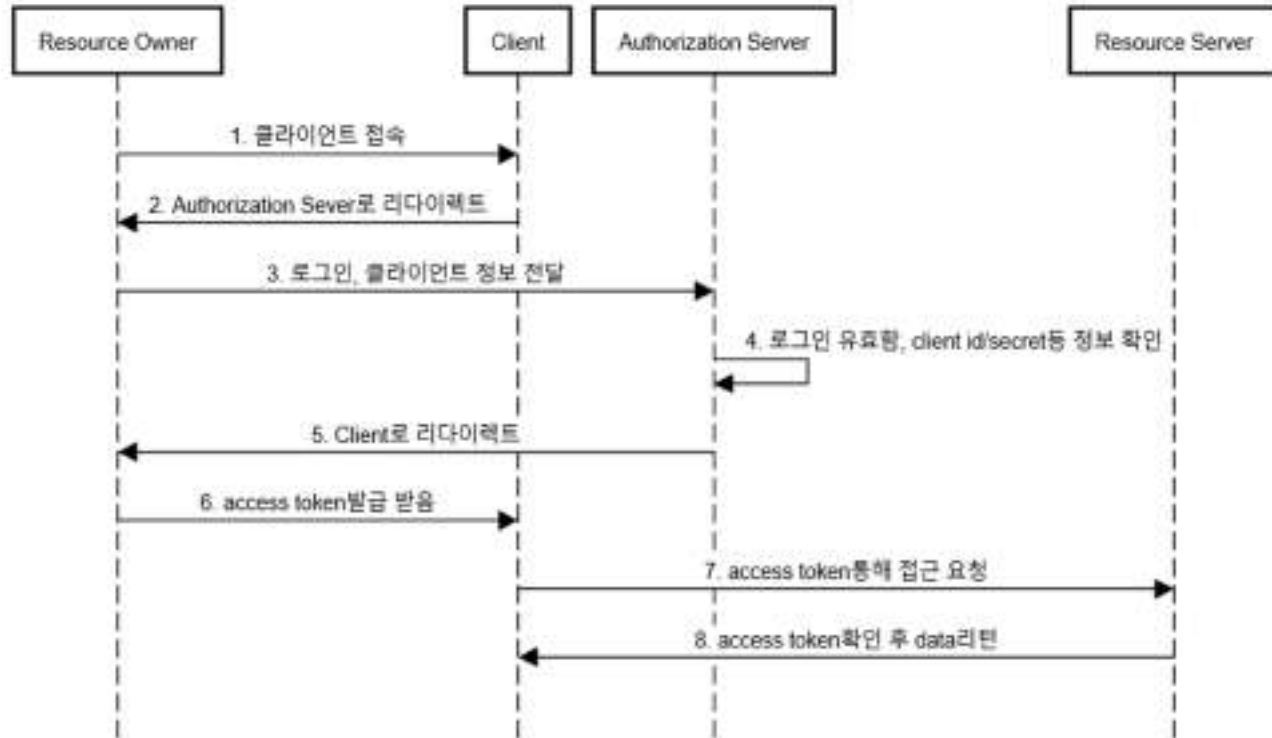 Resource Owner
Client
Authorization Server
Resource Server
1. 클라이언트 접속
2. Authorization Sever로 리다이렉트
3. 로그인, 클라이언트 정보 전달
4. 로그인 유효함, client id/secret등 정보 확인
5. Client로 리다이렉트
6. access token발급 받음
7. access token통해 접근 요청
8. access token확인 후 data리턴